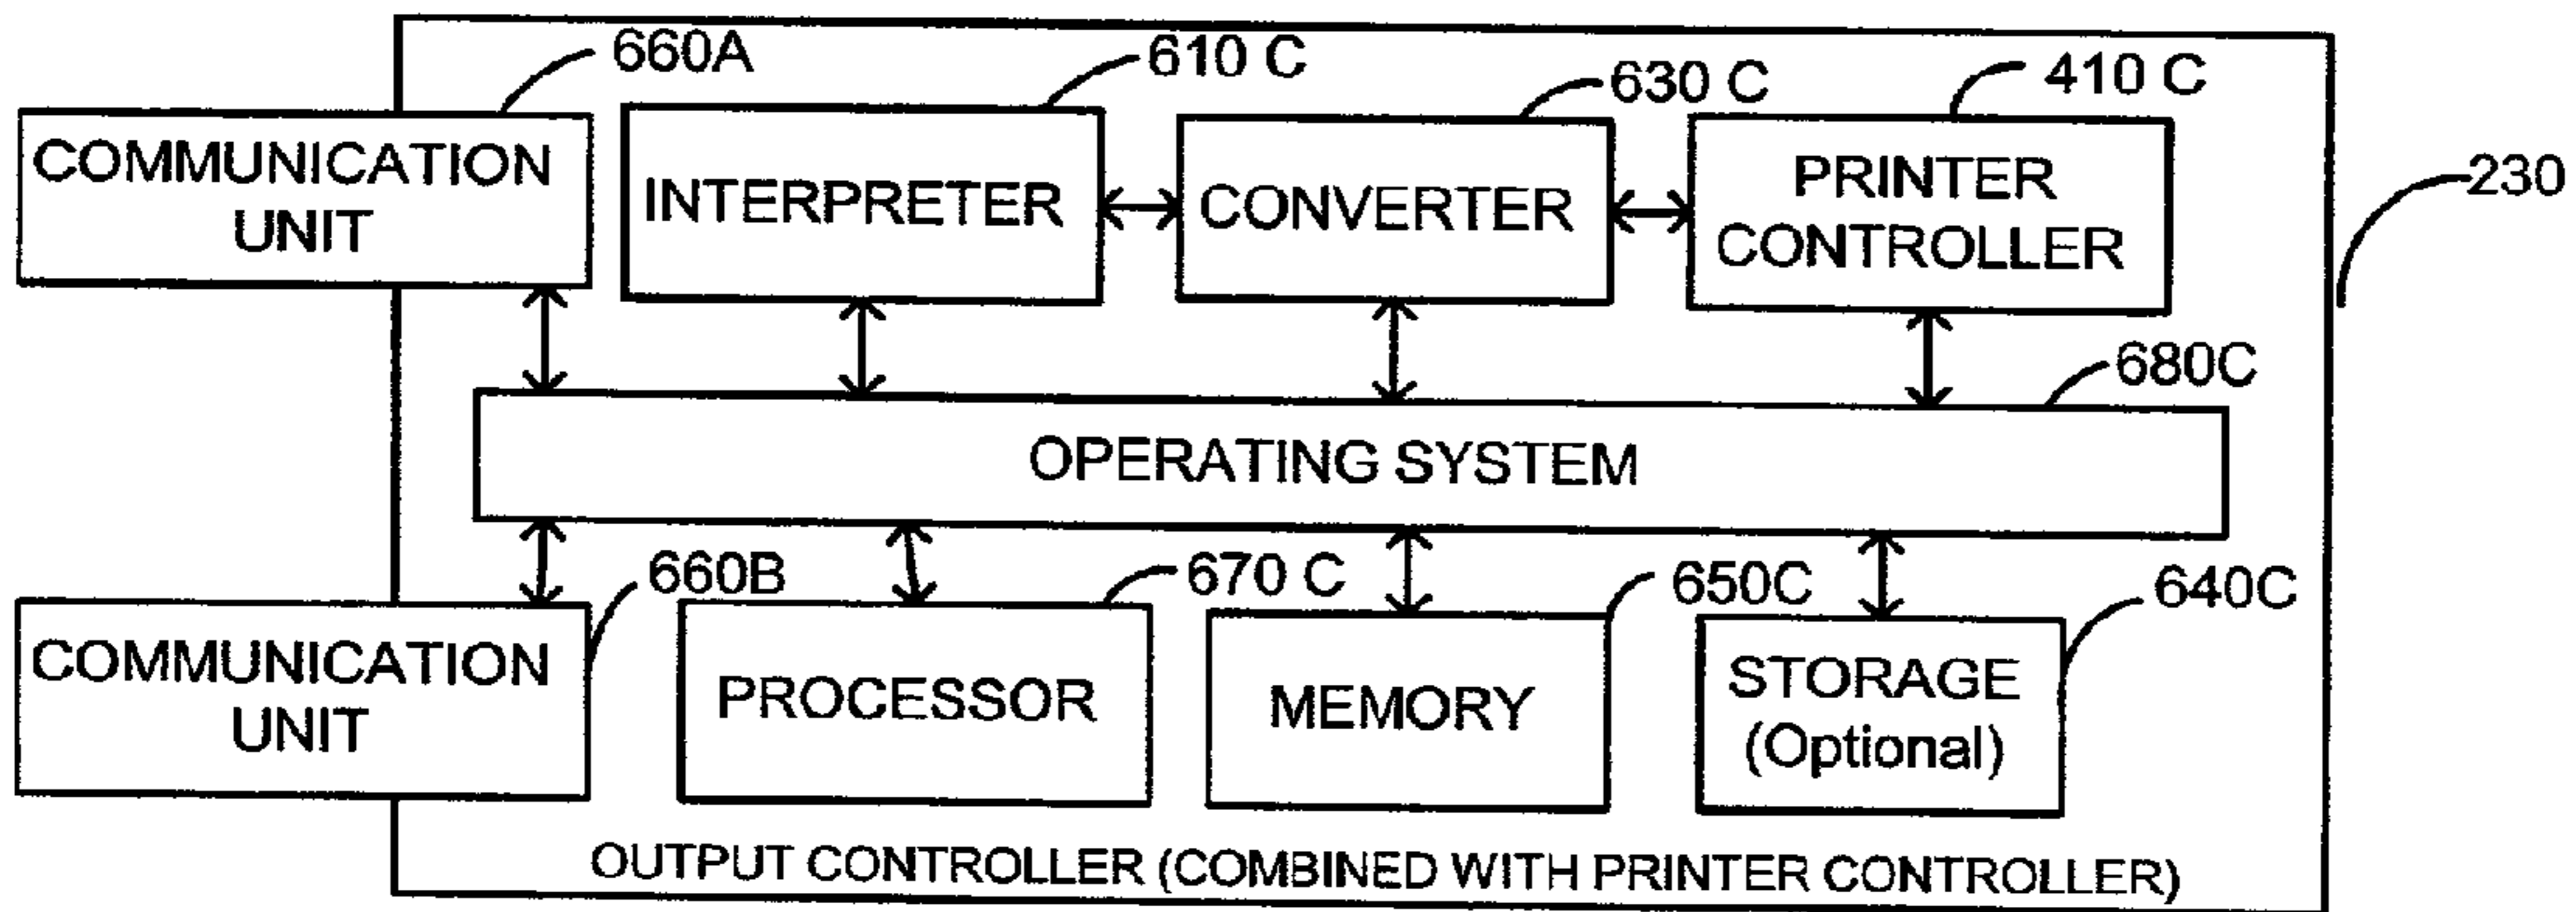 660A
610 C
630 C
410 C
COMMUNICATION
UNIT
INTERPRETER
CONVERTER
PRINTER
CONTROLLER
230
680C
OPERATING SYSTEM
660B
670 C
650C
640C
COMMUNICATION
UNIT
PROCESSOR
MEMORY
STORAGE
(Optional)
OUTPUT CONTROLLER (COMBINED WITH PRINTER CONTROLLER)